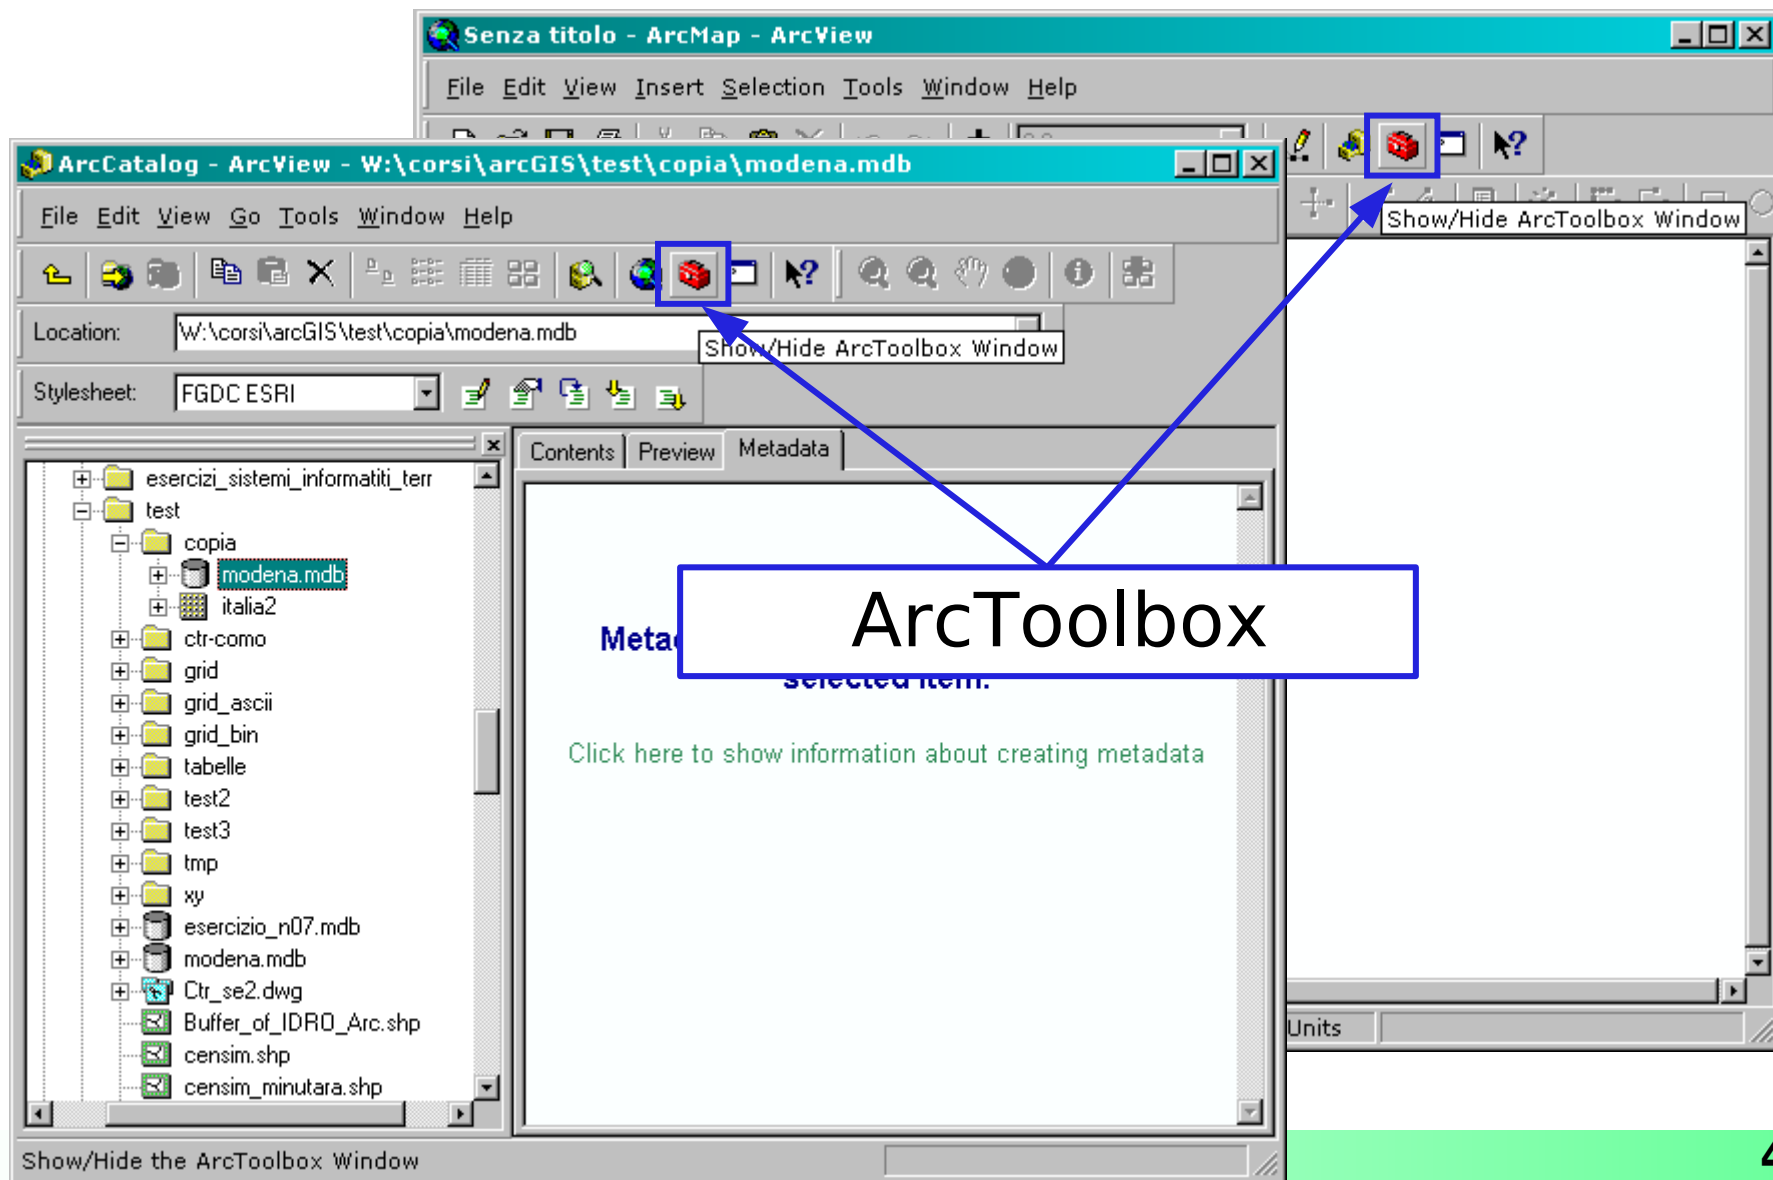 Senza titolo - ArcMap - ArcView
File Edit View Insert Selection Tools Window Help
Show/Hide ArcToolbox Window
ArcCatalog - ArcView - W:\corsi\arcGIS\test\copia\modena.mdb
File Edit View Go Tools Window Help
Location: W:\corsi\arcGIS\test\copia\modena.mdb
Show/Hide ArcToolbox Window
Stylesheet: FGDC ESRI
Contents Preview Metadata
esercizi_sistemi_informatiti_terr
test
copia
modena.mdb
italia2
ctr-como
grid
grid_ascii
grid_bin
tabelle
test2
test3
tmp
xy
esercizio_n07.mdb
modena.mdb
Ctr_se2.dwg
Buffer_of_IDRO_Arc.shp
censim.shp
censim_minutara.shp
ArcToolbox
selected item.
Click here to show information about creating metadata
Units
Show/Hide the ArcToolbox Window